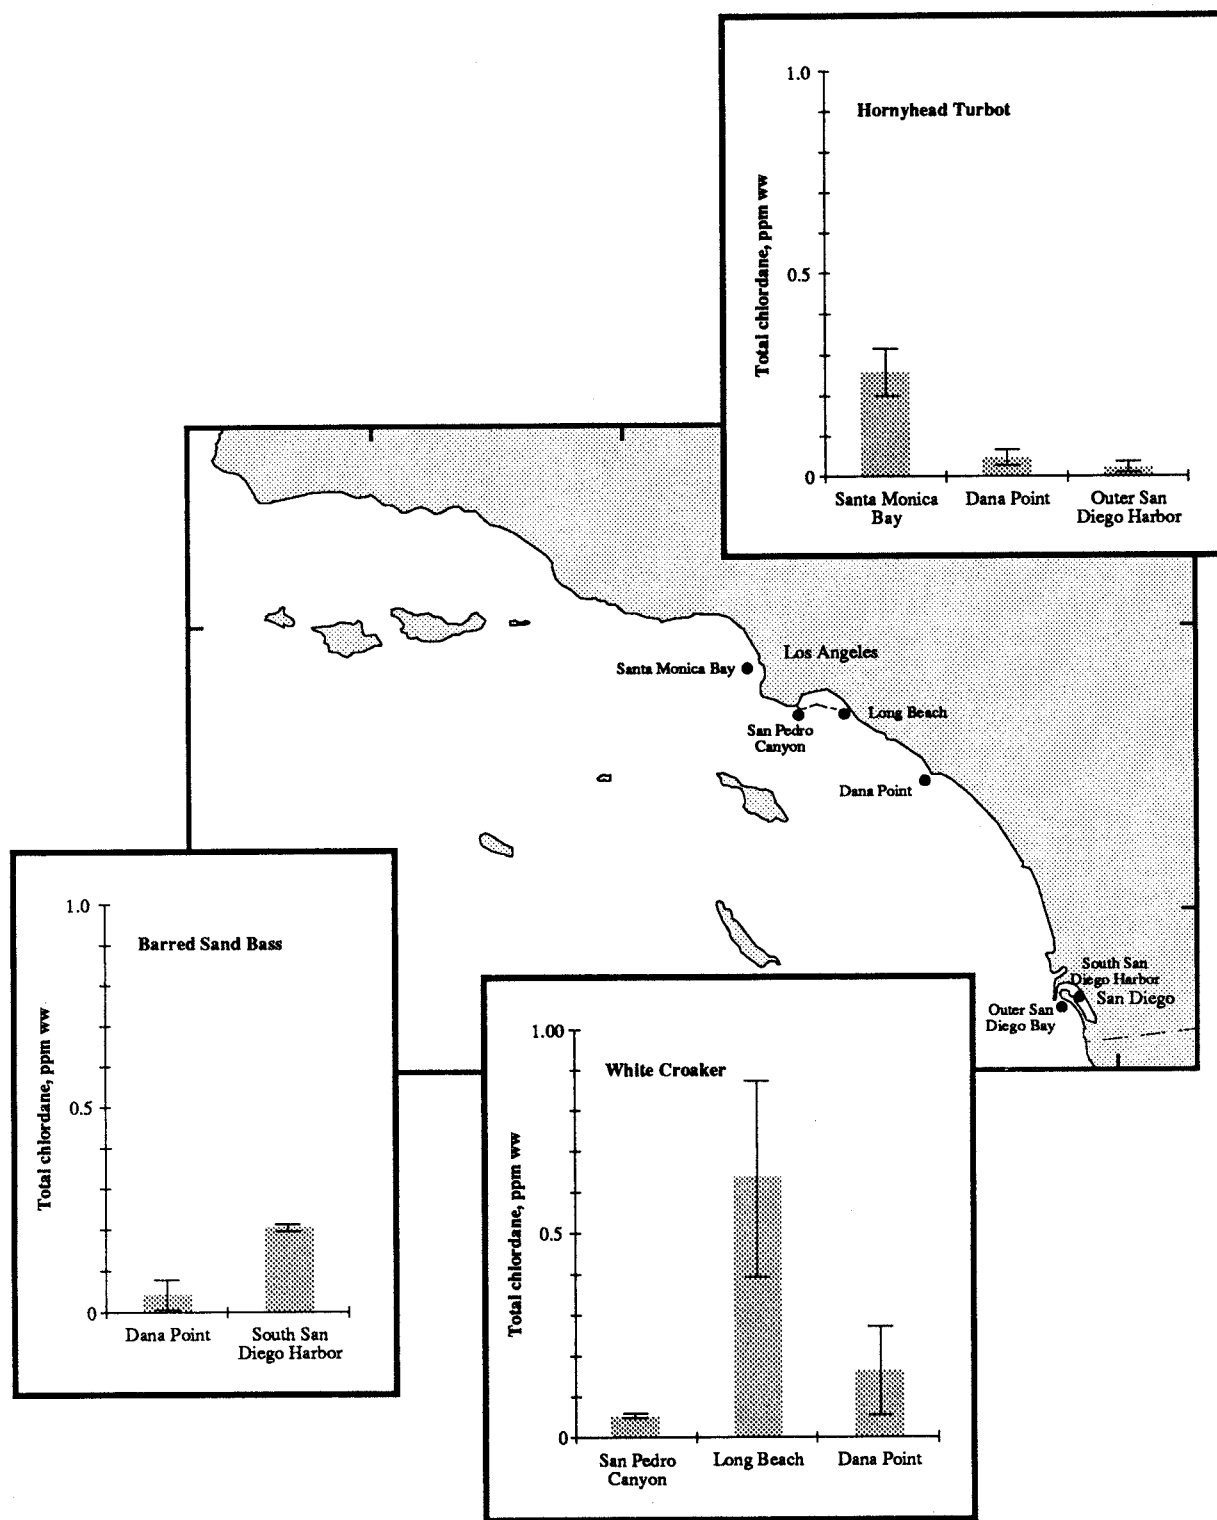 1.0
Hornyhead Turbot
Total chlordane, ppm ww
0.5
0
Santa Monica
Bay
Dana Point
Outer San
Diego Harbor
Los Angeles
Santa Monica Bay
Long Beach
San Pedro
Canyon
Dana Point
South San
Diego Harbor
San Diego
Outer San
Diego Bay
1.0
Barred Sand Bass
Total chlordane, ppm ww
0.5
0
Dana Point
South San
Diego Harbor
1.00
White Croaker
Total chlordane, ppm ww
0.5
0
San Pedro
Canyon
Long Beach
Dana Point